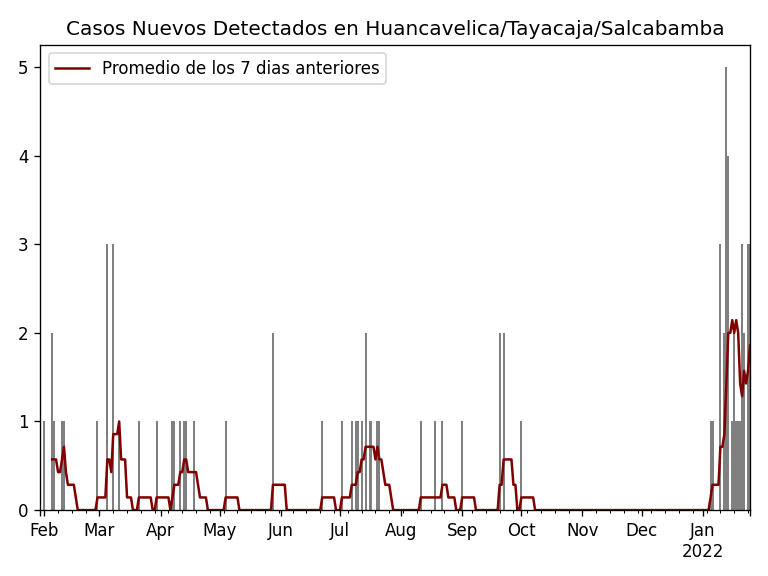 Casos Nuevos Detectados en Huancavelica/Tayacaja/Salcabamba
Promedio de los 7 dias anteriores
5
4
3
2
1
0
Feb Mar Apr May Jun Jul Aug Sep Oct Nov Dec Jan
2022